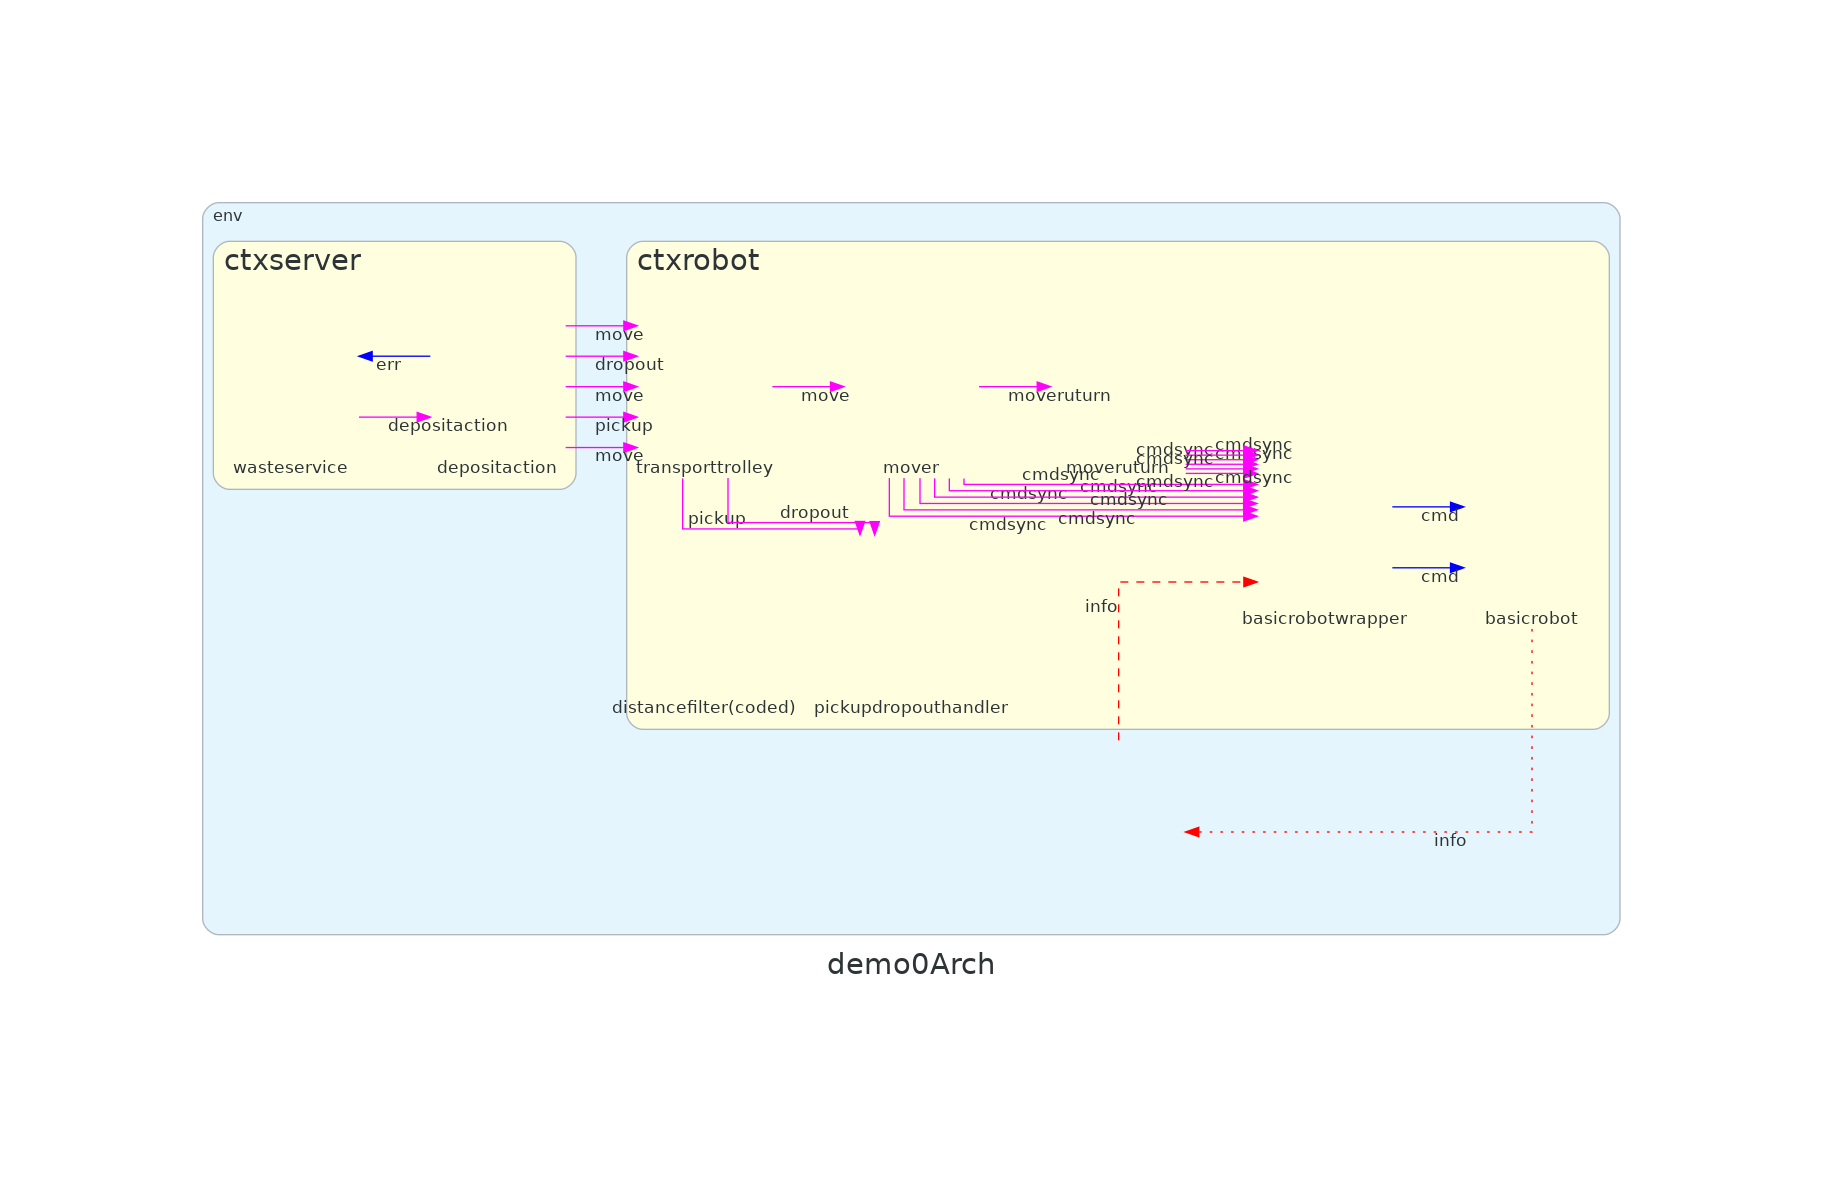 env
ctxserver
ctxrobot
move
err
dropout
move
move
moveruturn
depositaction
pickup
move
wasteservice
depositaction
transporttrolley
mover
moveruturn
cmdsync
cmdsync
cmdsync
cmdsync
cmdsync
cmdsync
cmdsync
cmdsync
cmdsync
cmdsync
cmdsync
cmdsync
cmdsync
pickup
dropout
cmd
cmd
info
basicrobotwrapper
basicrobot
distancefilter(coded)
pickupdropouthandler
info
demo0Arch